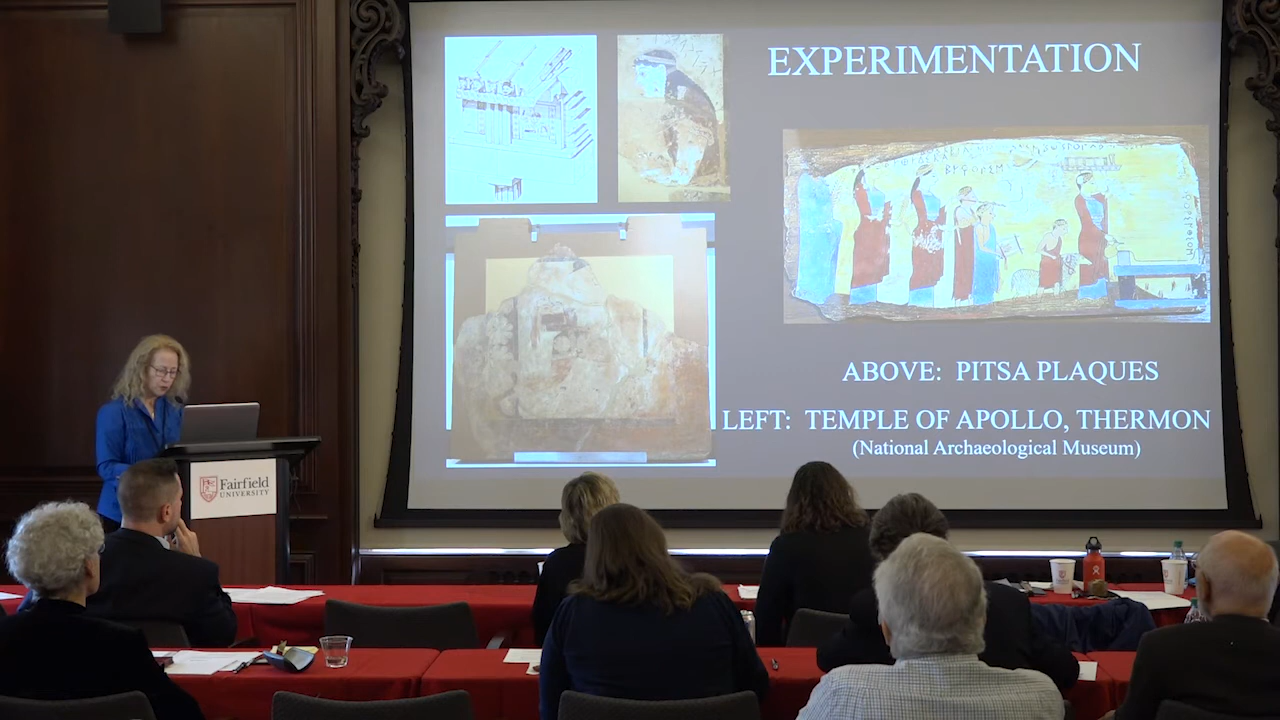 EXPERIMENTATION
ABOVE: PITSA PLAQUES
LEFT: TEMPLE OF APOLLO, THERMON
(National Archaeological Museum)
Fairfield
UNIVERSITY